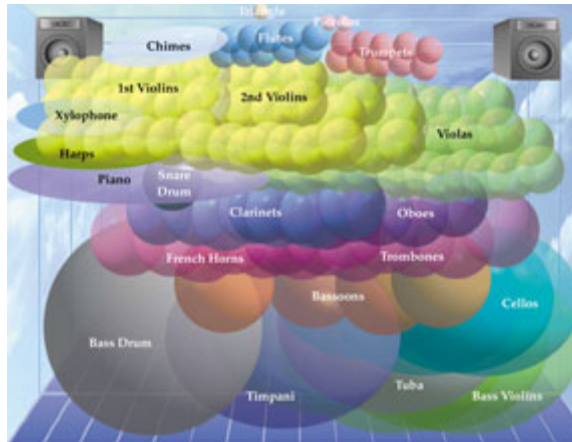 Triangle
Piccolos
Chimes
Flutes
Trumpets
1st Violins
2nd Violins
Xylophone
Violas
Harps
Piano
Snare
Drum
Clarinets
Oboes
French Horns
Trombones
Bassoons
Cellos
Bass Drum
Tuba
Timpani
Bass Violins